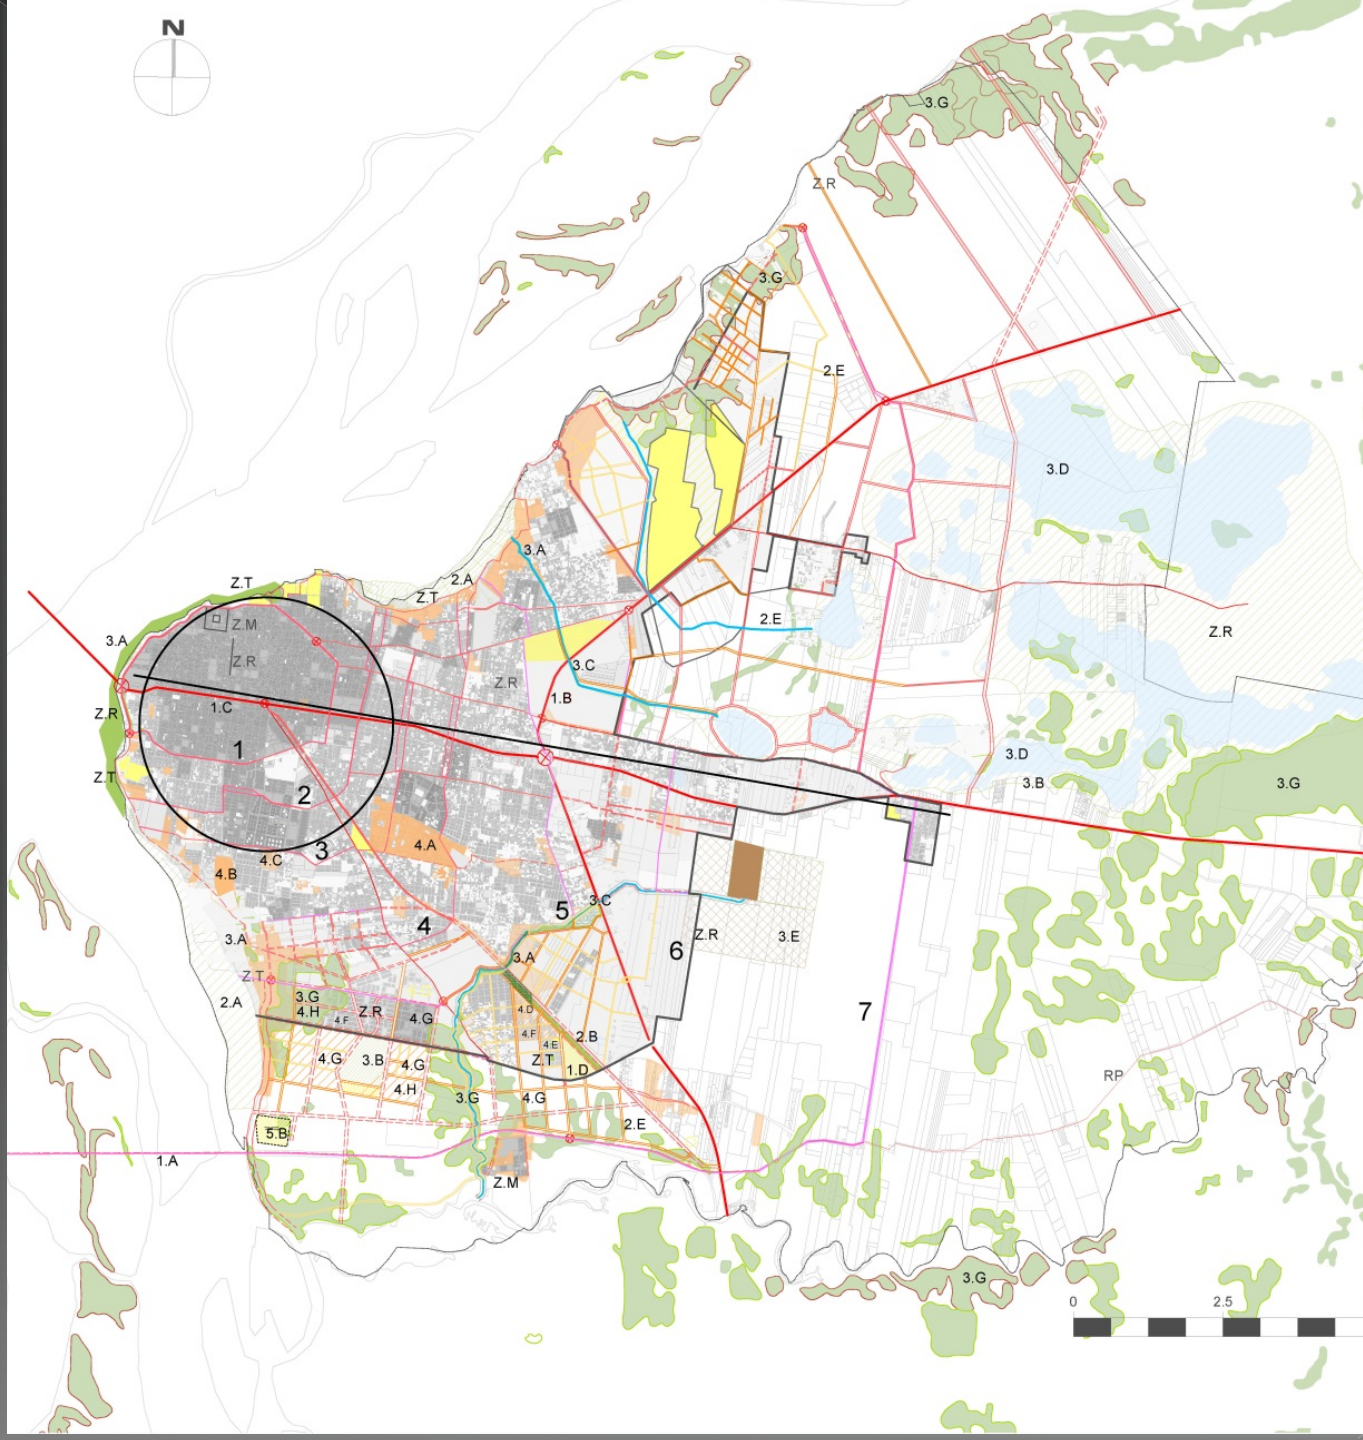 N
3.G
Z.R
3.G
2.E
3.D
3.A
2.A
Z.T
Z.T
Z.M
2.E
Z.R
3.A
Z.R
3.C
Z.R
1.B
Z.R
1.C
1
3.D
Z.T
3.B
3.G
2
3
4.A
4.C
4.B
3.C
5
4
3.A
Z.R
3.E
6
3.A
Z.T
3.G
2.A
4.H
4.F
Z.R
4.G
4.D
7
4.F
2.B
4.E
4.G
3.B
4.G
Z.T
1.D
RP
4.H
3.G
4.G
2.E
5.B
1.A
Z.M
3.G
0
2.5